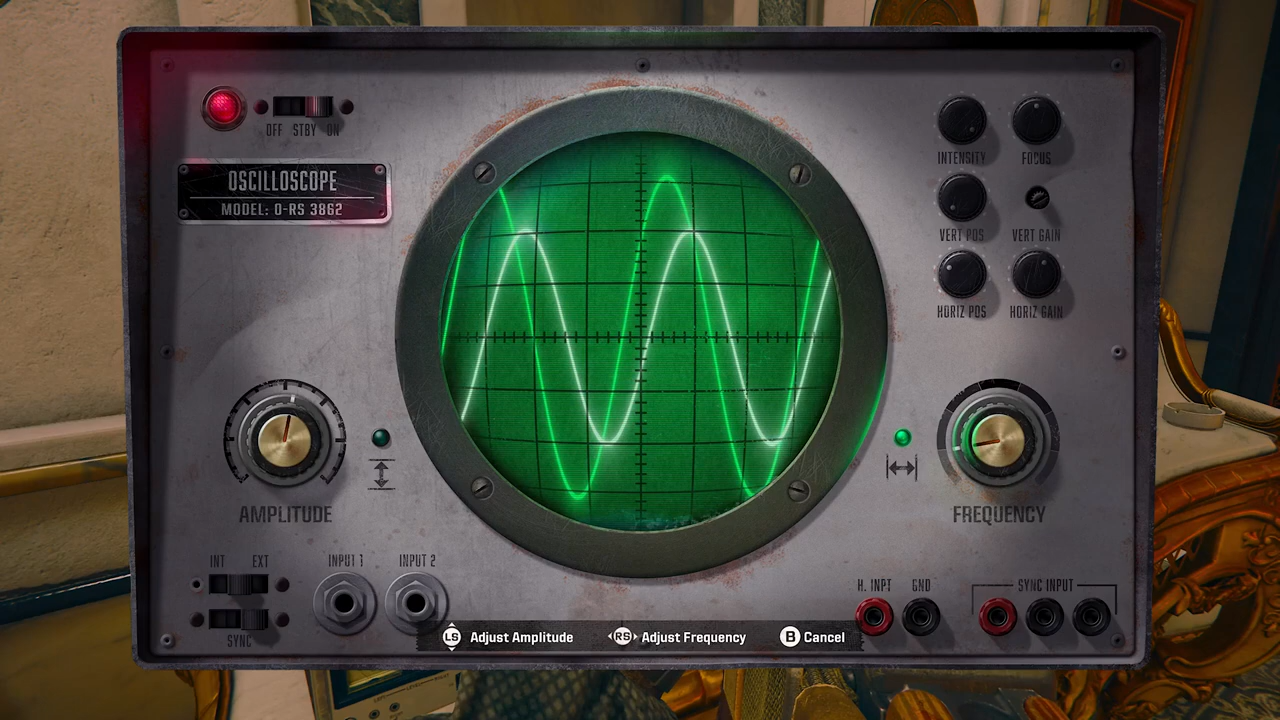 OFF STBY ON
OSCILLOSCOPE
MODEL: O-RS 3862
INTENSITY FOCUS
VERT POS VERT GAIN
HORIZ POS HORIZ GAIN
AMPLITUDE
FREQUENCY
INT EXT
INPUT 1 INPUT 2
SYNC
H. INPT GND
SYNC INPUT
LS Adjust Amplitude RS Adjust Frequency B Cancel